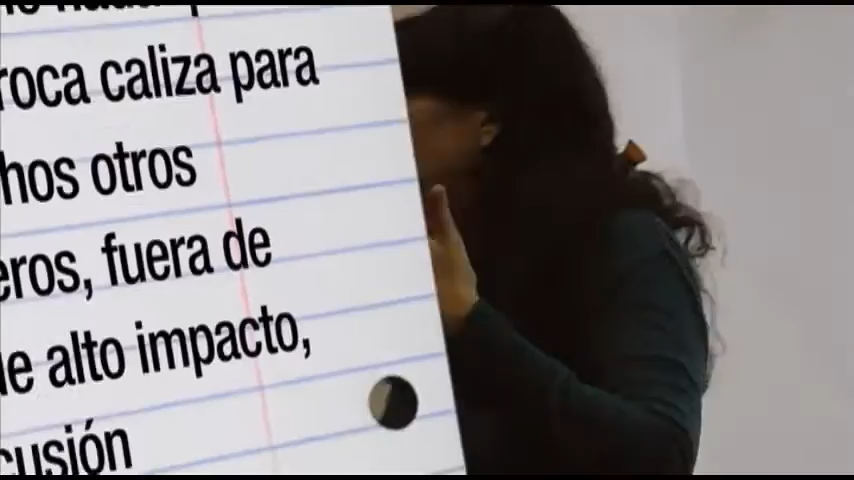 roca caliza para
hos otros
eros, fuera de
alto impacto,
cusión